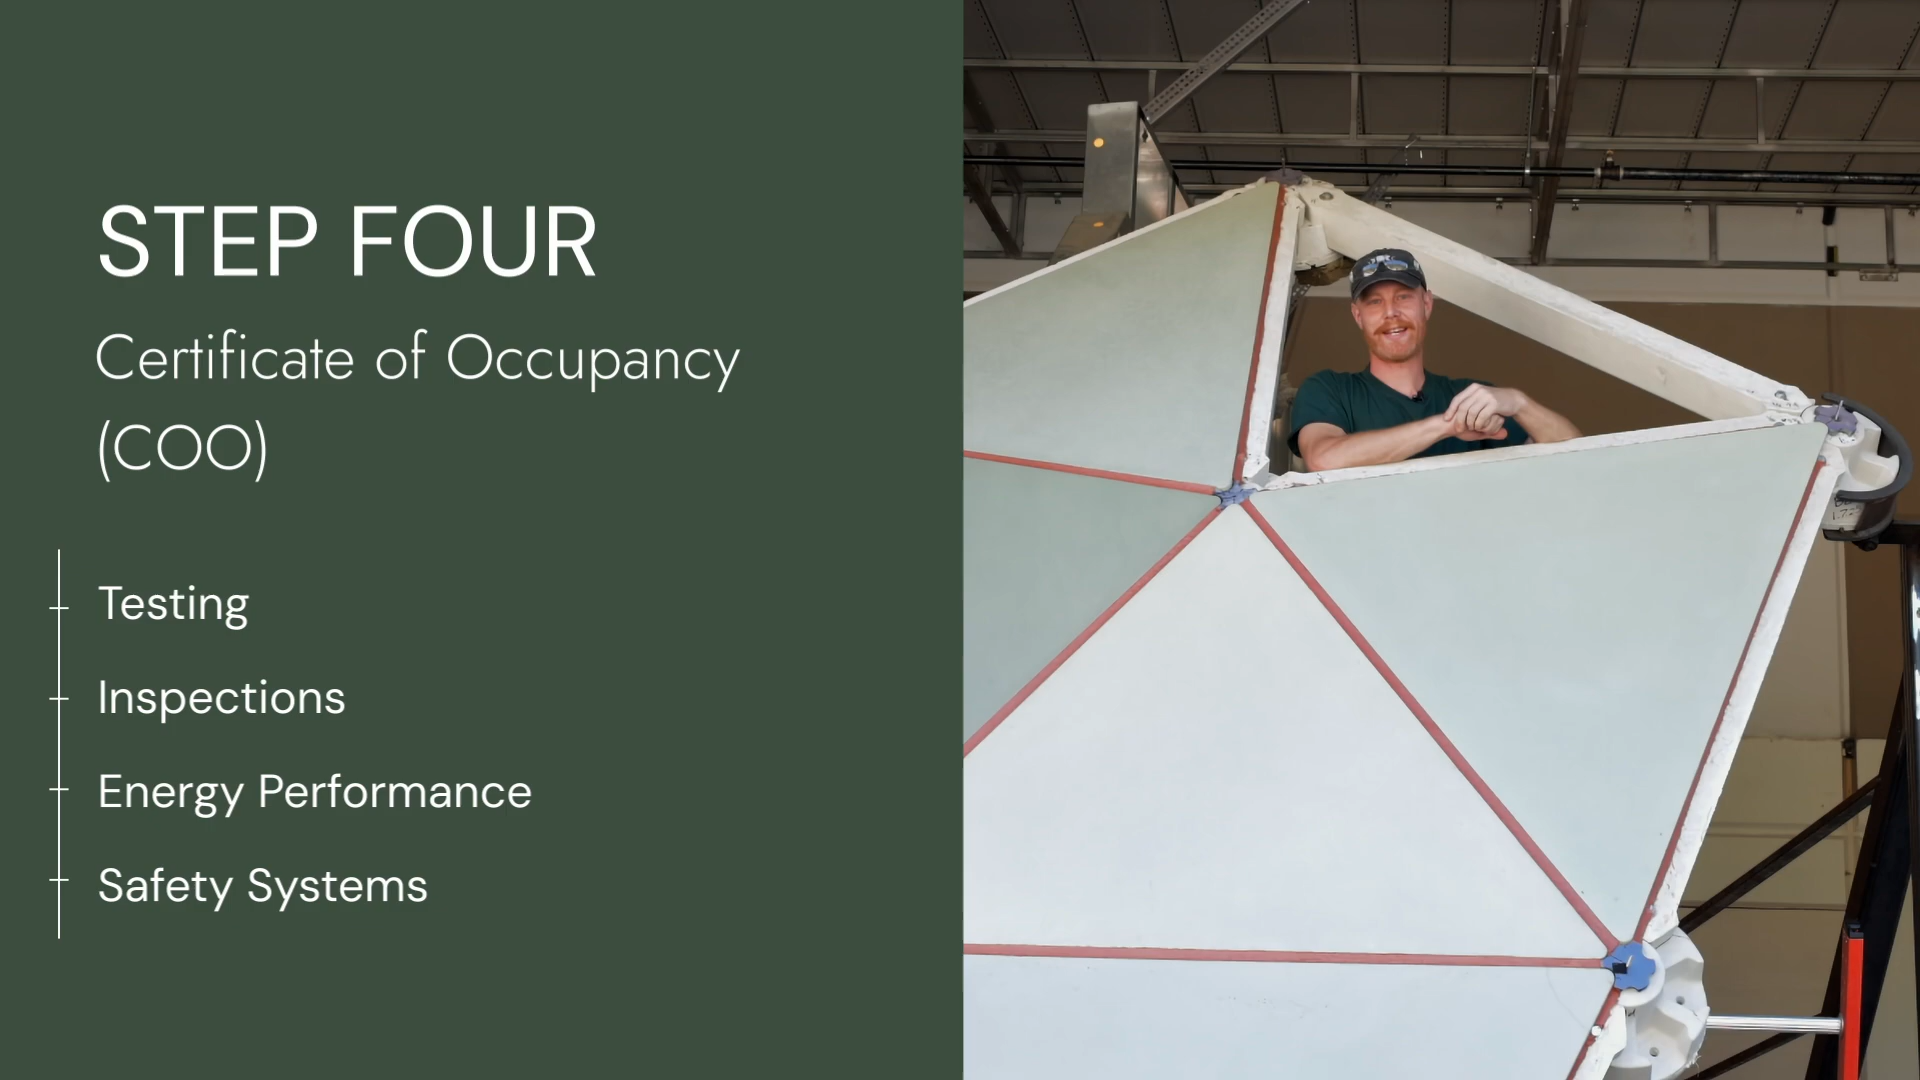 STEP FOUR
Certificate of Occupancy
(COO)
Testing
Inspections
Energy Performance
Safety Systems